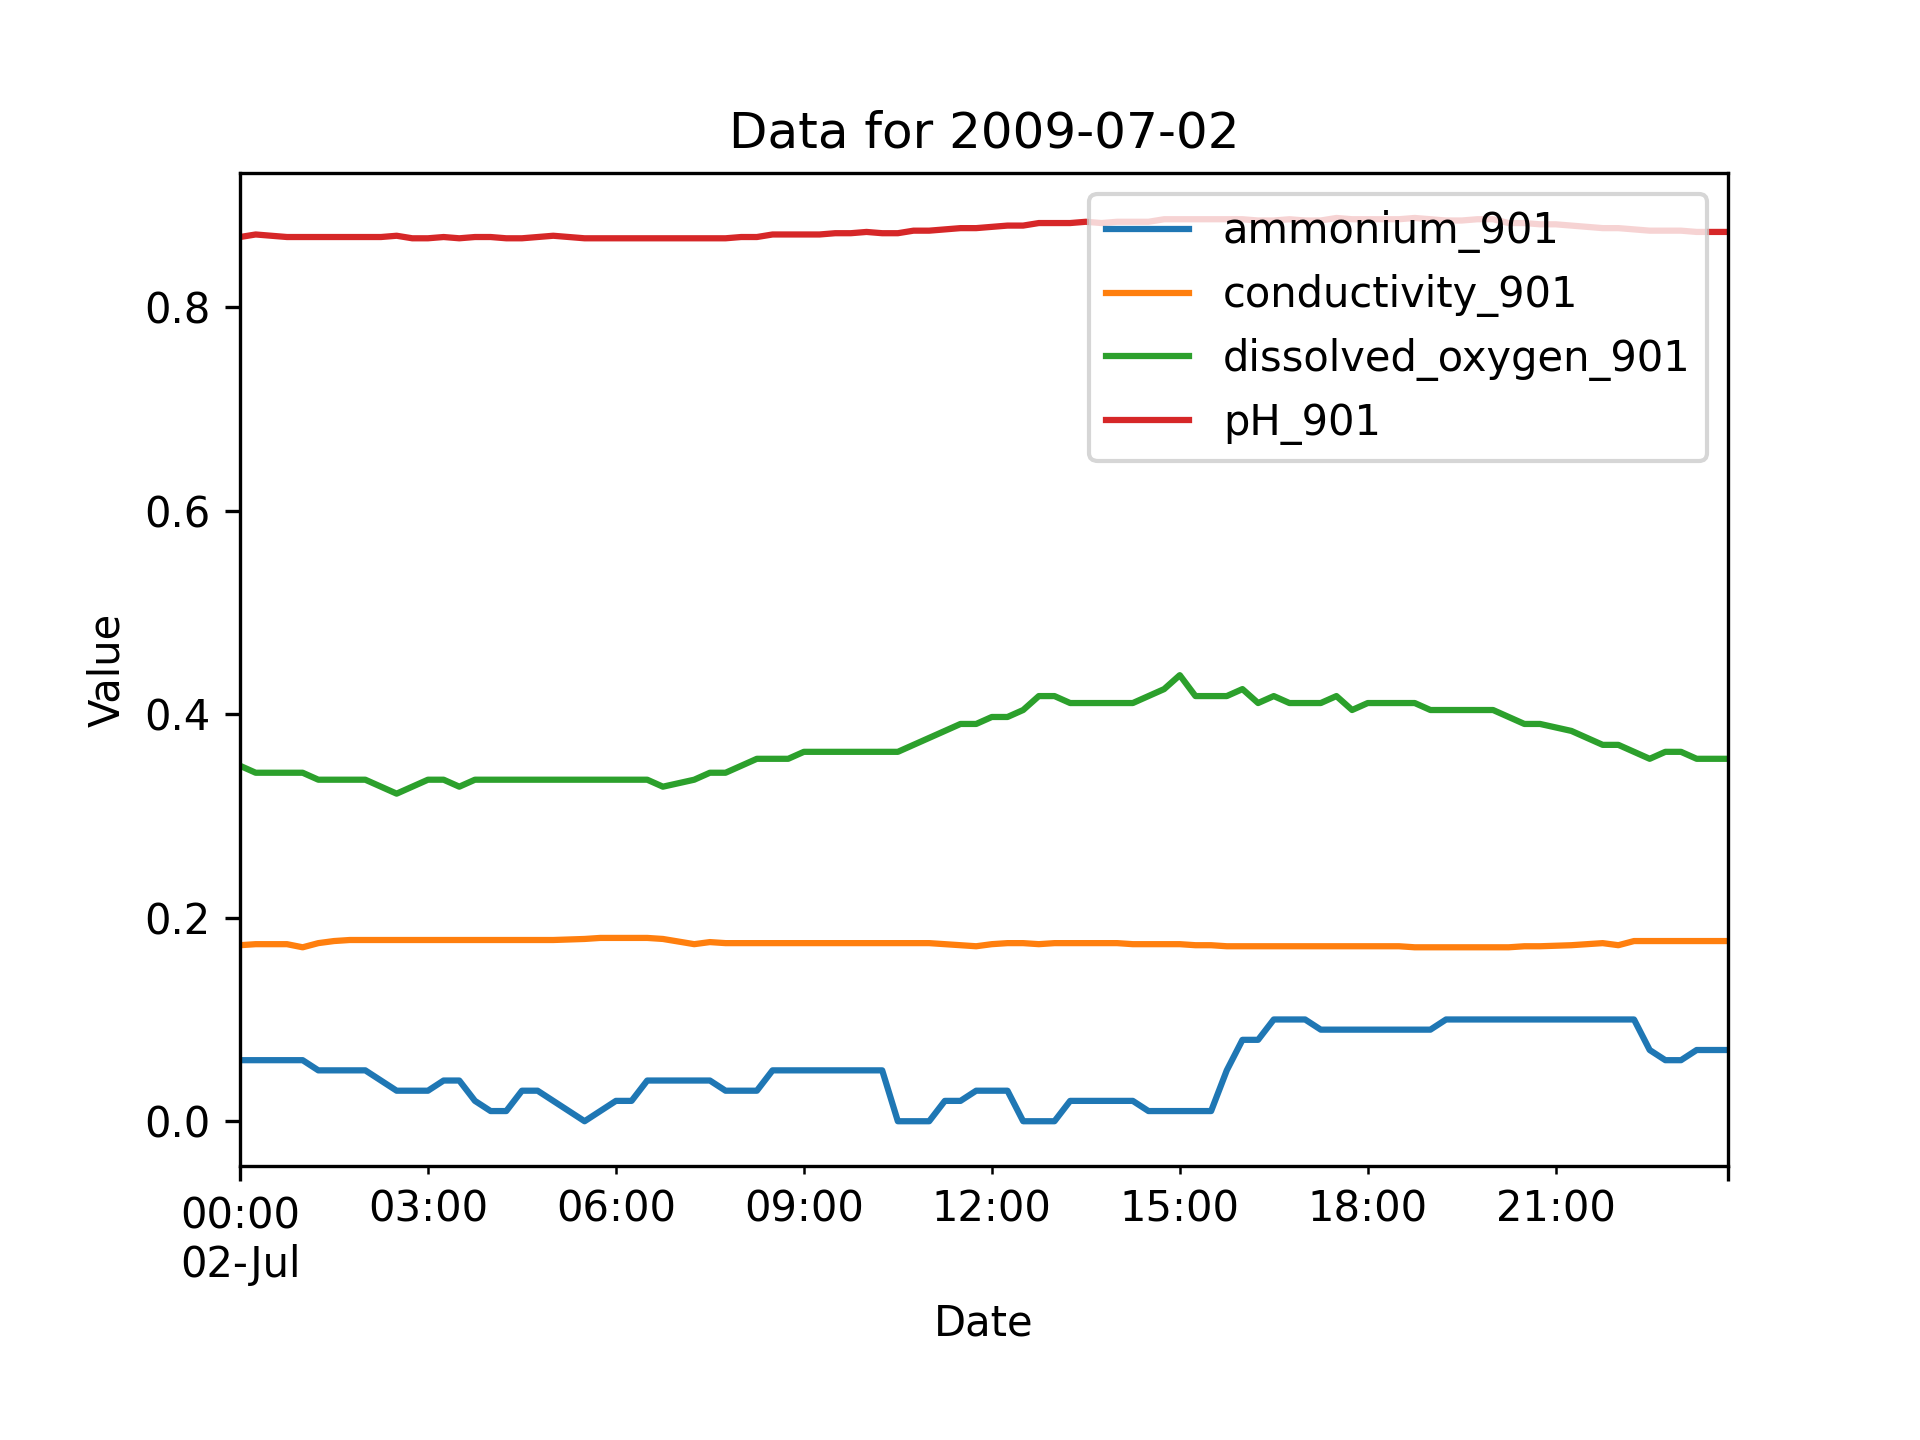 Data for 2009-07-02
ammonium_901
conductivity_901
dissolved_oxygen_901
pH_901
Value
0.8
0.6
0.4
0.2
0.0
00:00 03:00 06:00 09:00 12:00 15:00 18:00 21:00
02-Jul
Date